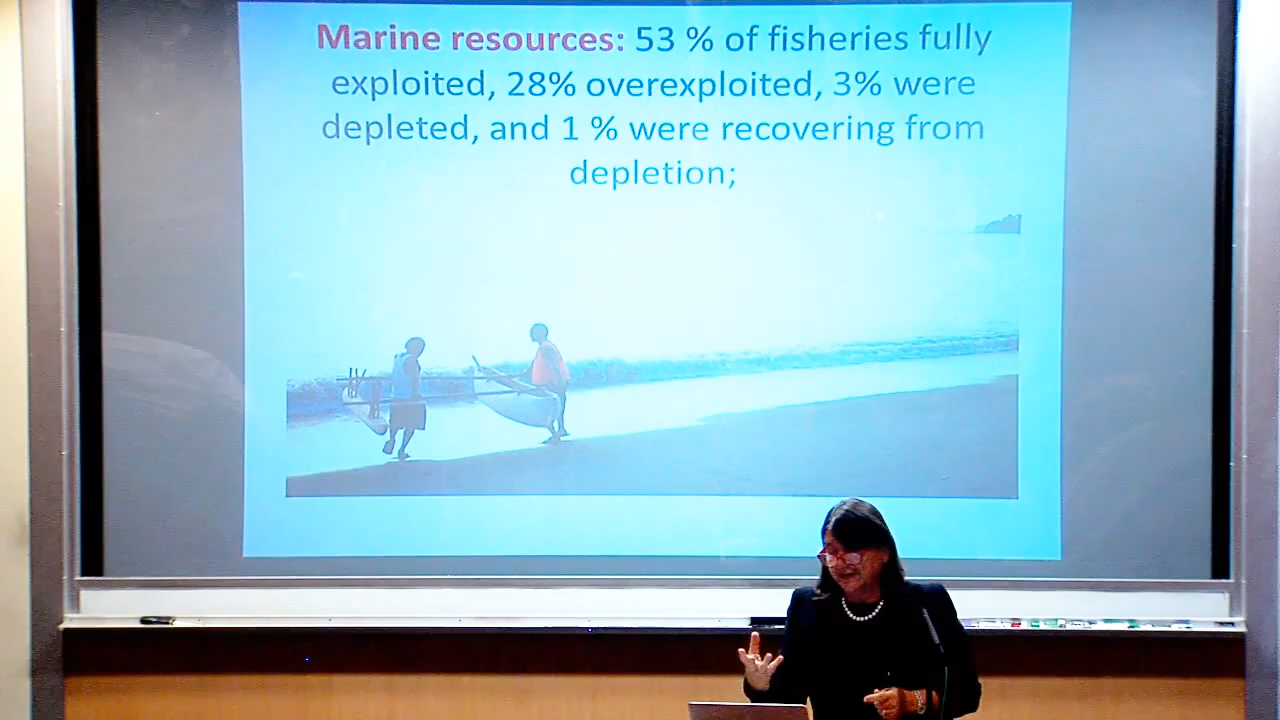 Marine resources: 53 % of fisheries fully
exploited, 28% overexploited, 3% were
depleted, and 1 % were recovering from
depletion;